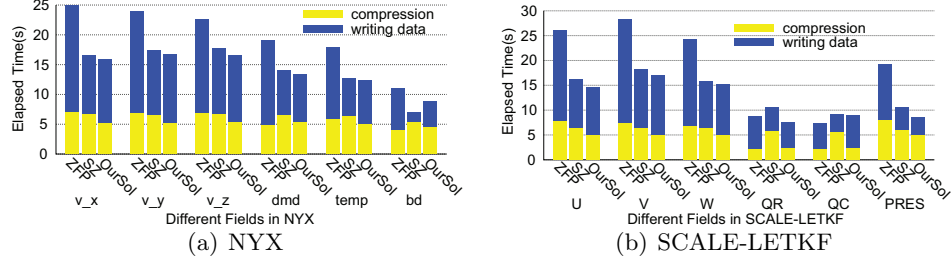 25
20
15
10
5
0
Elapsed Time(s)
compression
writing data
ZFP SZ OurSol ZFP SZ OurSol ZFP SZ OurSol ZFP SZ OurSol ZFP SZ OurSol ZFP SZ OurSol
v_x v_y v_z dmd temp bd
Different Fields in NYX
(a) NYX
30
25
20
15
10
5
0
Elapsed Time(s)
compression
writing data
ZFP SZ OurSol ZFP SZ OurSol ZFP SZ OurSol ZFP SZ OurSol ZFP SZ OurSol ZFP SZ OurSol
U V W QR QC PRES
Different Fields in SCALE-LETKF
(b) SCALE-LETKF